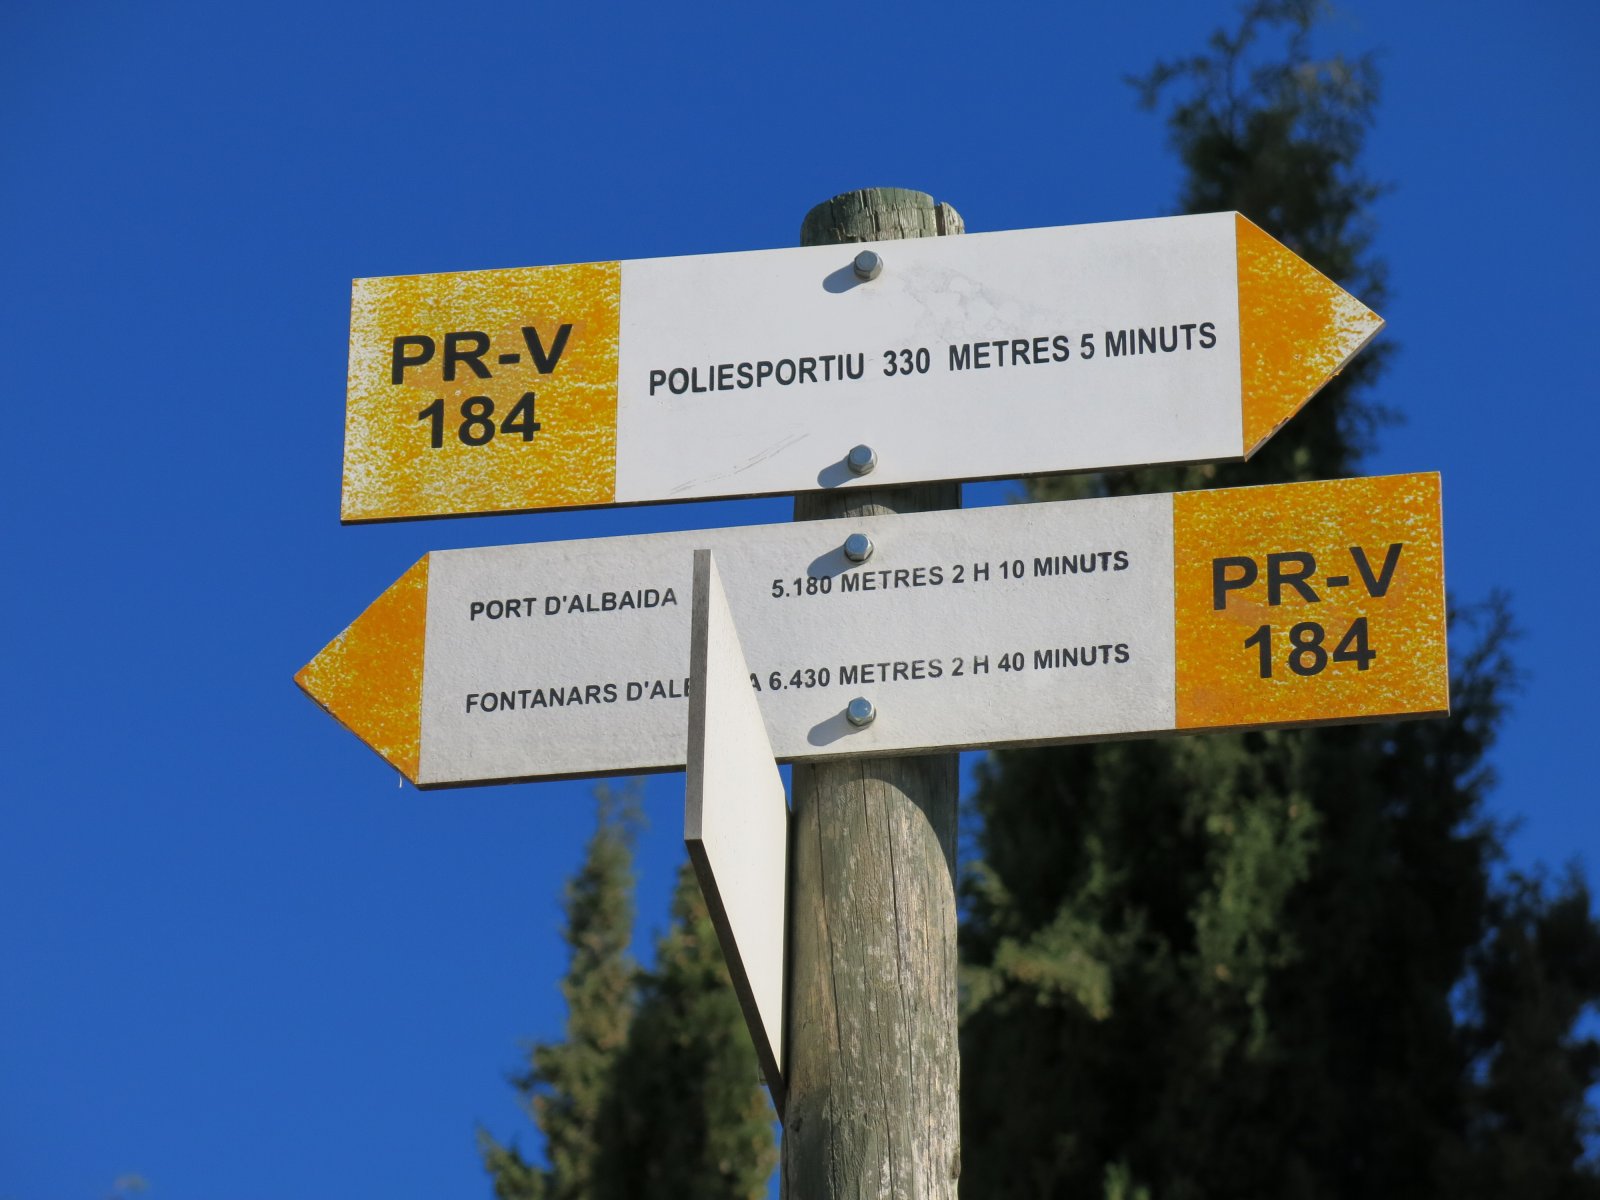 PR-V
184
POLIESPORTIU 330 METRES 5 MINUTS
PORT D'ALBAIDA 5.180 METRES 2 H 10 MINUTS
FONTANARS 6.430 METRES 2 H 40 MINUTS
PR-V
184